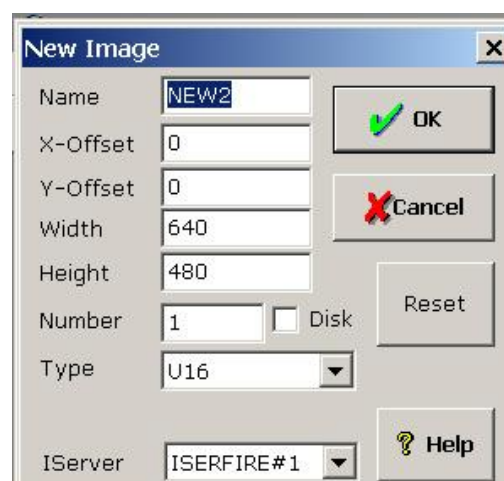 New Image
Name NEW2
OK
X-Offset 0
Y-Offset 0
Cancel
Width 640
Height 480
Reset
Number 1 Disk
Type U16
Help
IServer ISERFIRE#1